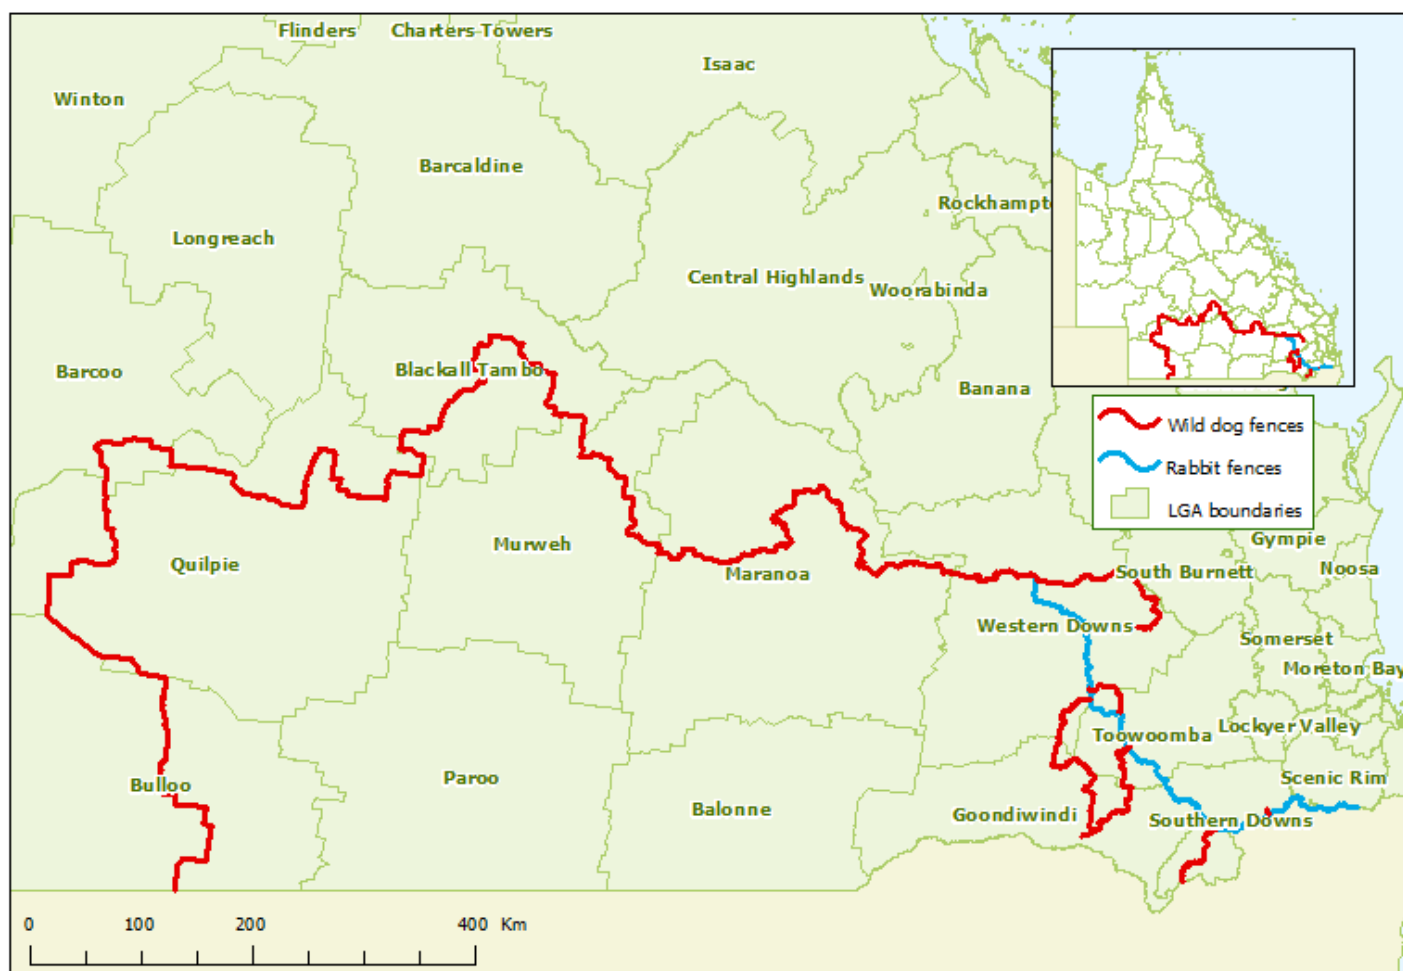 Flinders
Charters Towers
Isaac
Winton
Barcaldine
Rockhampt
Longreach
Central Highlands
Woorabinda
Barcoo
Blackall Tambo
Banana
Wild dog fences
Rabbit fences
LGA boundaries
Gympie
Murweh
Quilpie
Maranoa
South Burnett
Noosa
Western Downs
Somerset
Moreton Bay
Lockyer Valley
Toowoomba
Bulloo
Paroo
Scenic Rim
Balonne
Goondiwindi
Southern Downs
0 100 200 400 Km